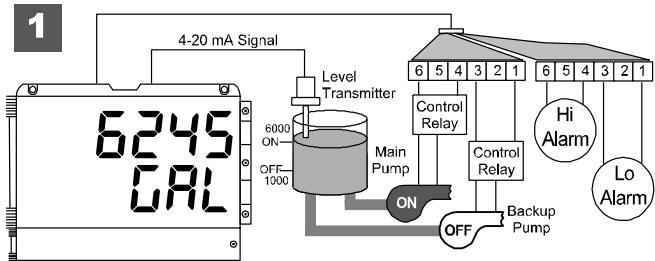 1
4-20 mA Signal
6245
GAL
Level
Transmitter
6000
ON
OFF
1000
Main
Pump
6 5 4 3 2 1
6 5 4 3 2 1
Control
Relay
Control
Relay
Hi
Alarm
Lo
Alarm
ON
OFF
Backup
Pump